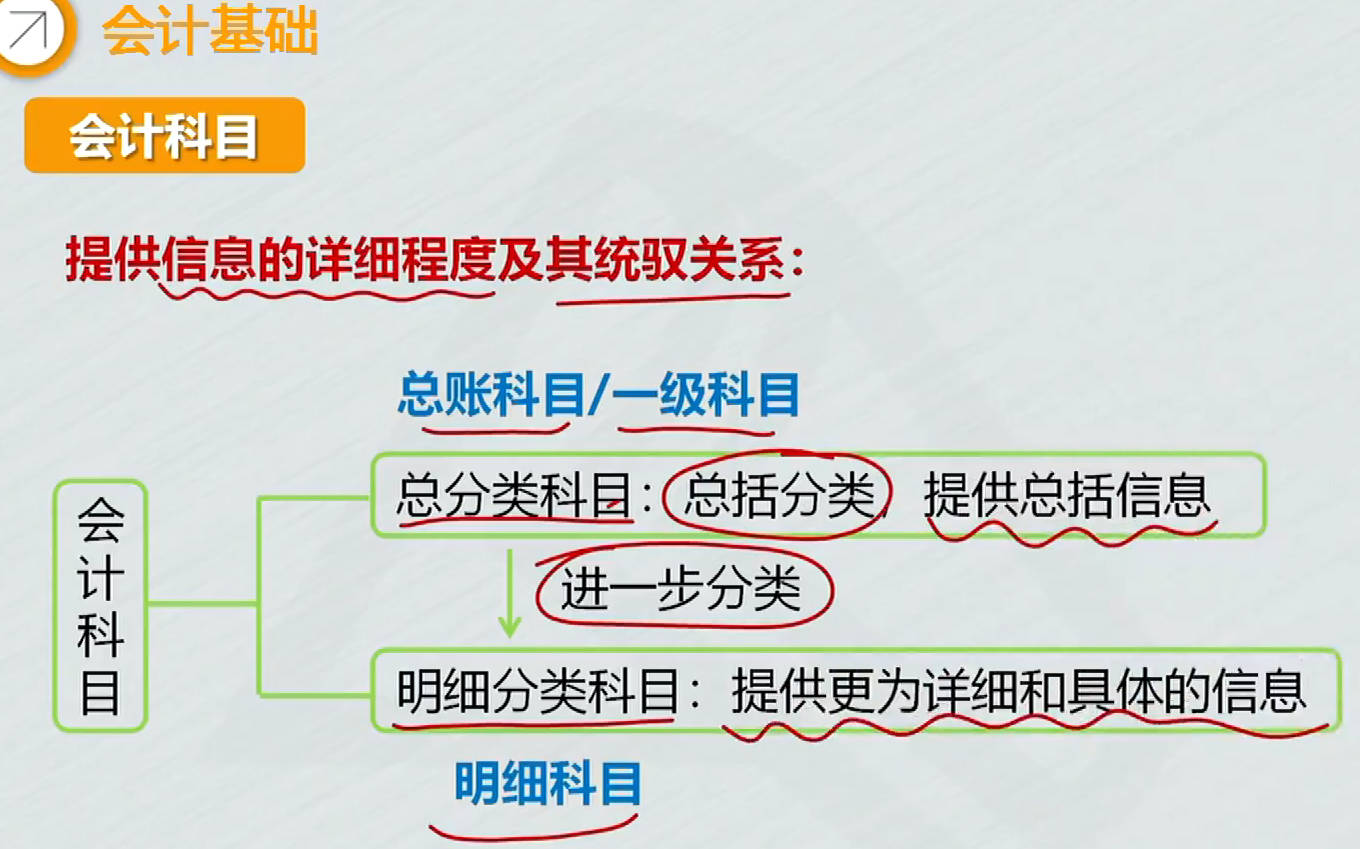 会计基础
会计科目
提供信息的详细程度及其统驭关系：
总账科目/一级科目
总分类科目：总括分类，提供总括信息
进一步分类
会计科目
明细分类科目：提供更为详细和具体的信息
明细科目